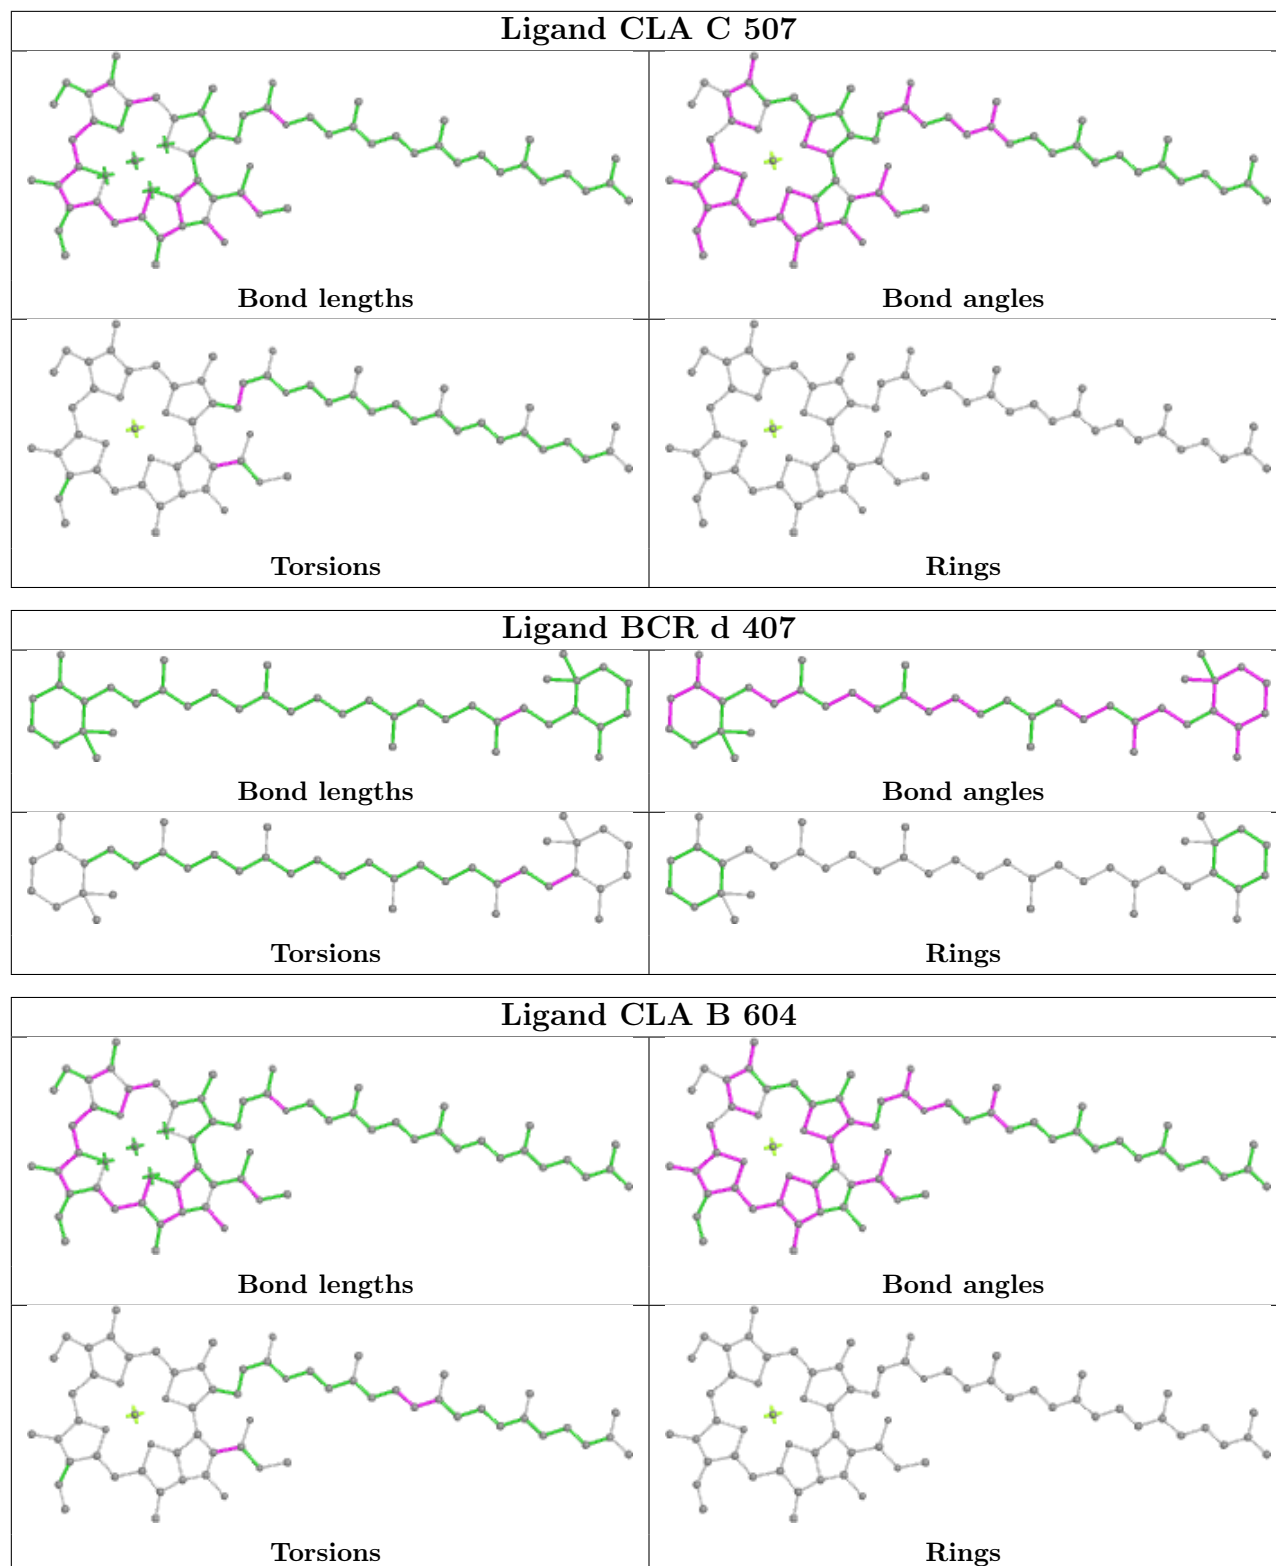 Ligand CLA C 507
Bond lengths
Bond angles
Torsions
Rings
Ligand BCR d 407
Bond lengths
Bond angles
Torsions
Rings
Ligand CLA B 604
Bond lengths
Bond angles
Torsions
Rings